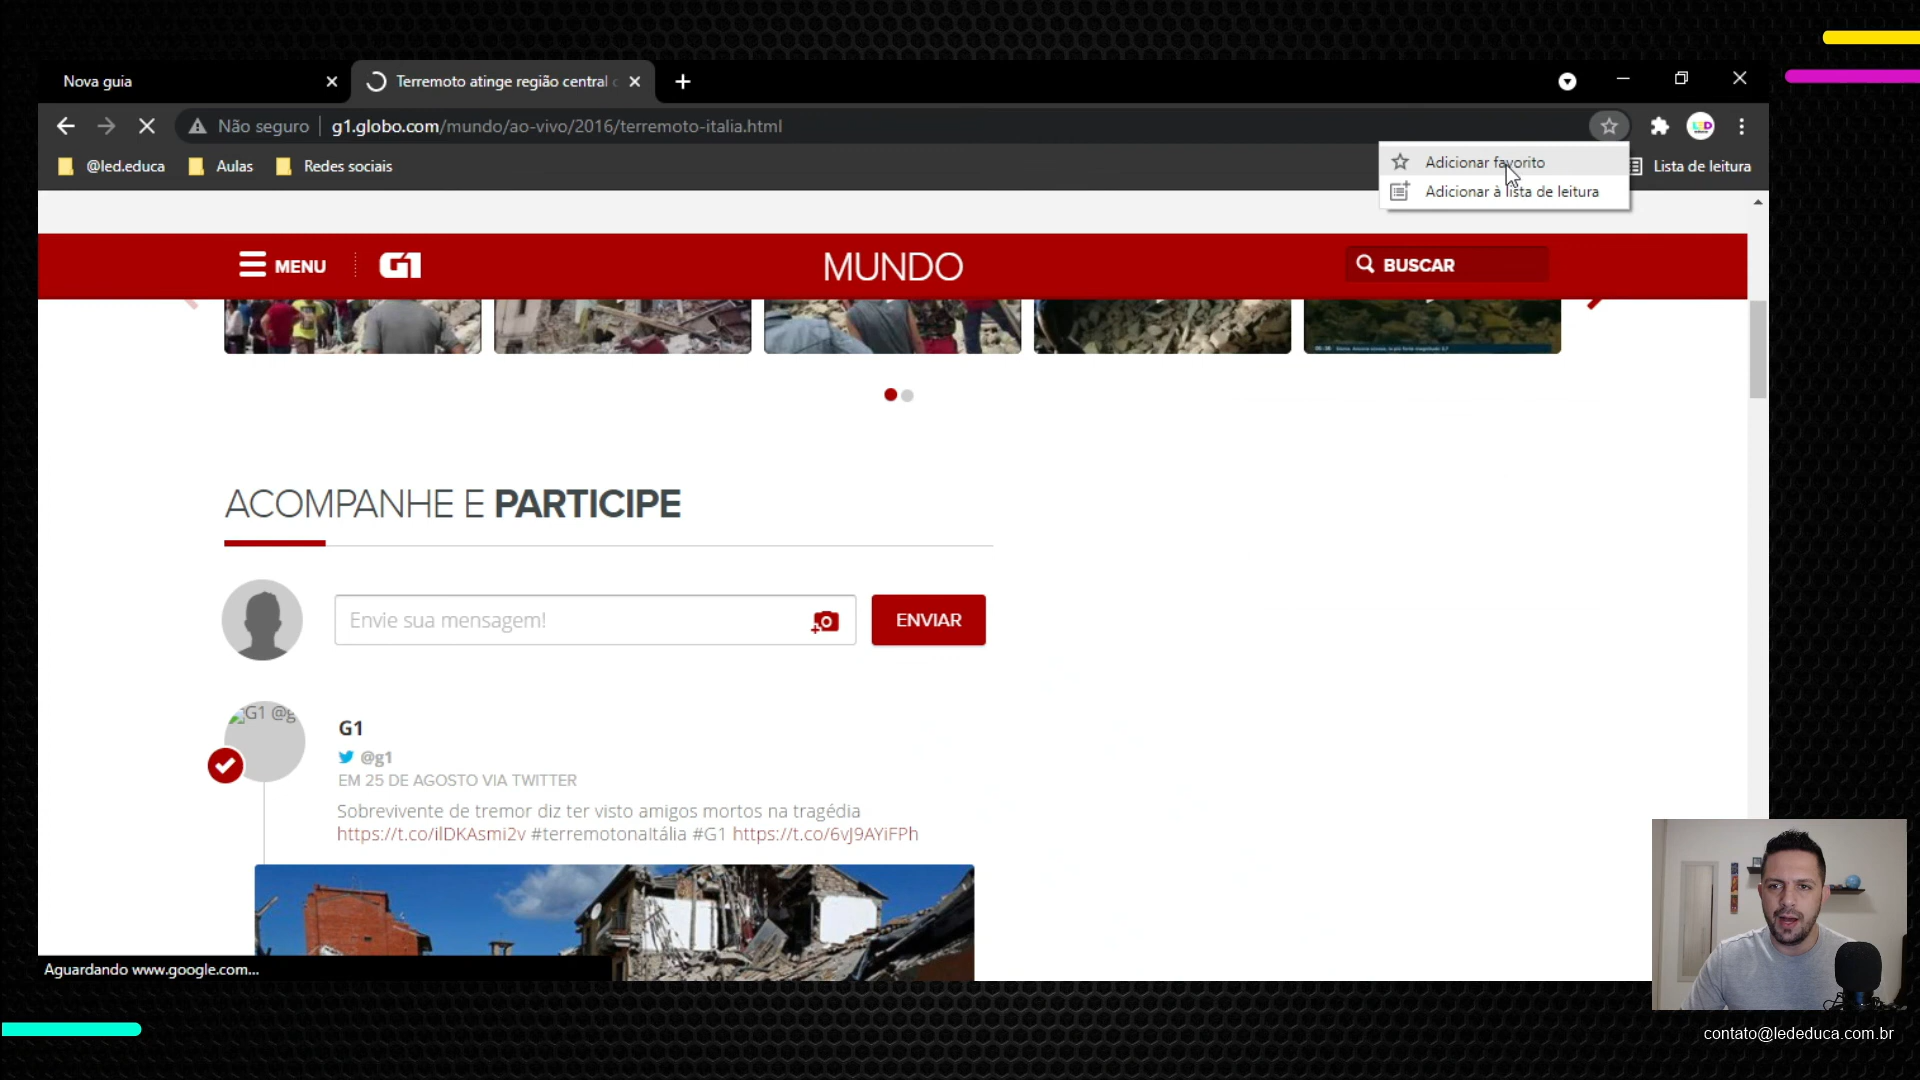 Nova guia
Terremoto atinge região central
Não seguro
g1.globo.com/mundo/ao-vivo/2016/terremoto-italia.html
@led.educa
Aulas
Redes sociais
Adicionar favorito
Adicionar à lista de leitura
Lista de leitura
MENU
G1
MUNDO
BUSCAR
ACOMPANHE E PARTICIPE
Envie sua mensagem!
ENVIAR
G1 @g
G1
@g1
EM 25 DE AGOSTO VIA TWITTER
Sobrevivente de tremor diz ter visto amigos mortos na tragédia
https://t.co/ilDKAsmi2v #terremotonaItália #G1 https://t.co/6vJ9AYiFPh
Aguardando www.google.com...
contato@lededuca.com.br